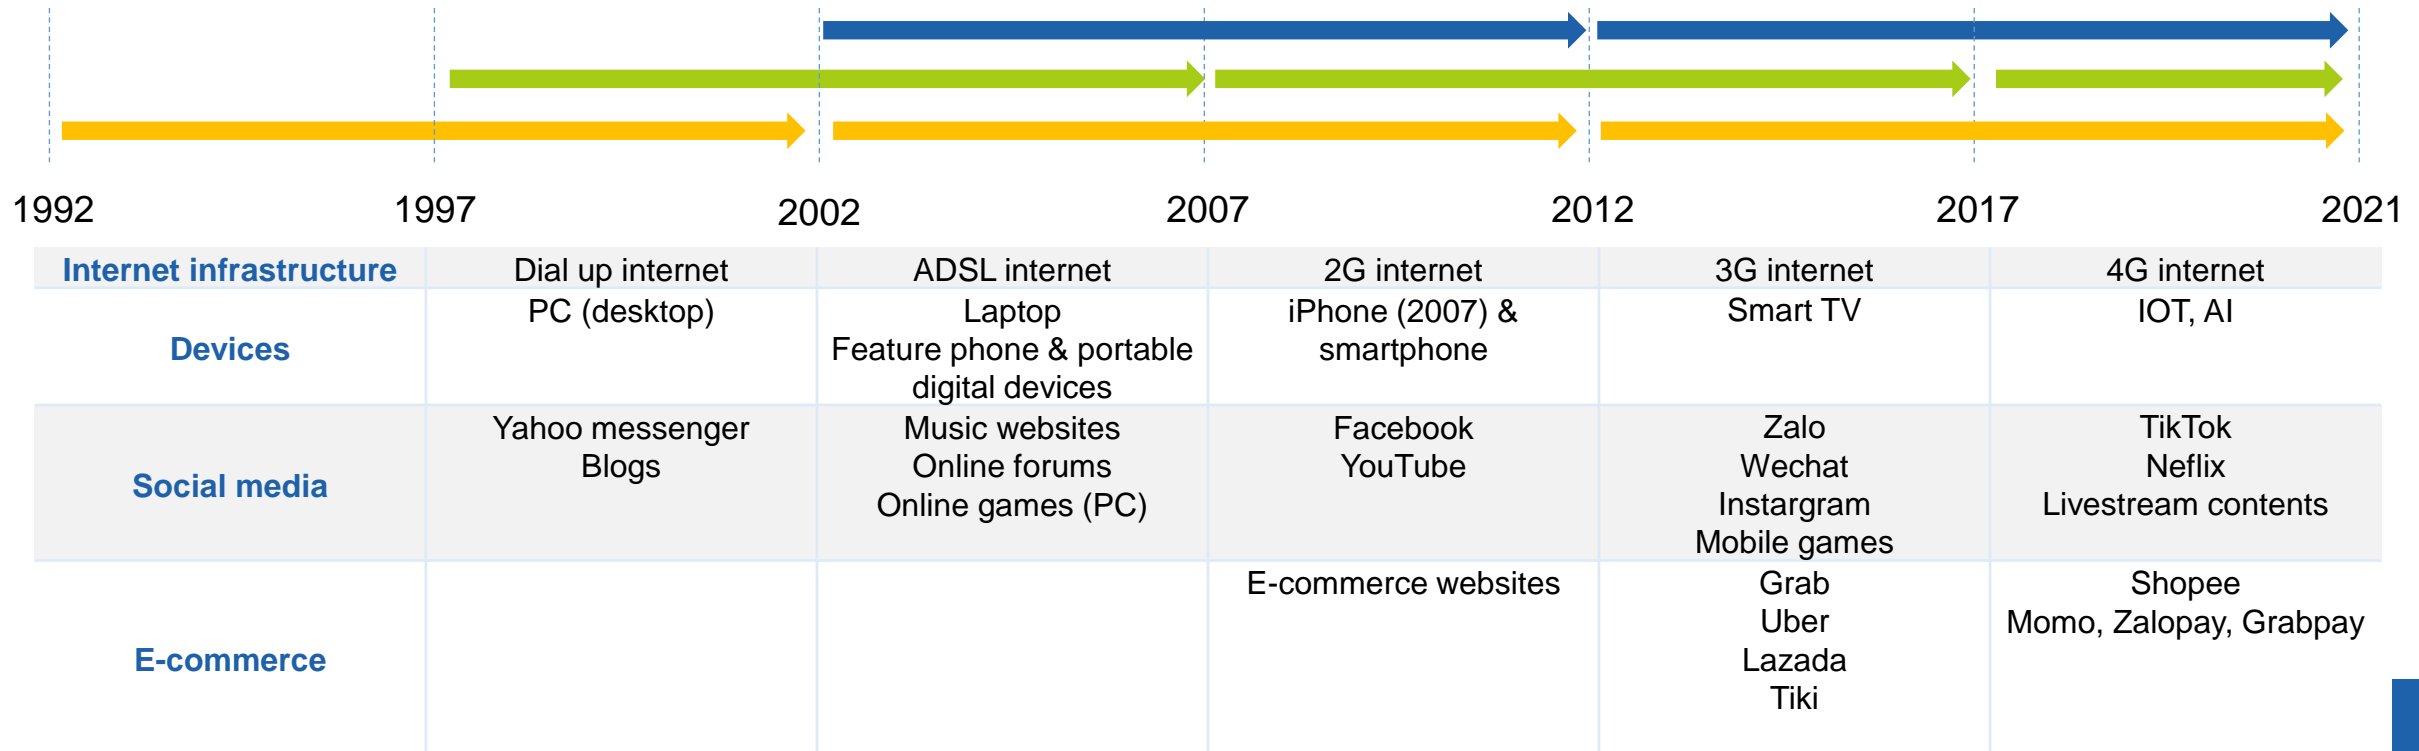 1992 1997 2002 2007 2012 2017 2021
Internet infrastructure Dial up internet ADSL internet 2G internet 3G internet 4G internet
Devices
PC (desktop)
Laptop
Feature phone & portable
digital devices
iPhone (2007) &
smartphone
Smart TV
IOT, AI
Social media
Yahoo messenger
Blogs
Music websites
Online forums
Online games (PC)
Facebook
YouTube
Zalo
Wechat
Instargram
Mobile games
TikTok
Neflix
Livestream contents
E-commerce
E-commerce websites
Grab
Uber
Lazada
Tiki
Shopee
Momo, Zalopay, Grabpay